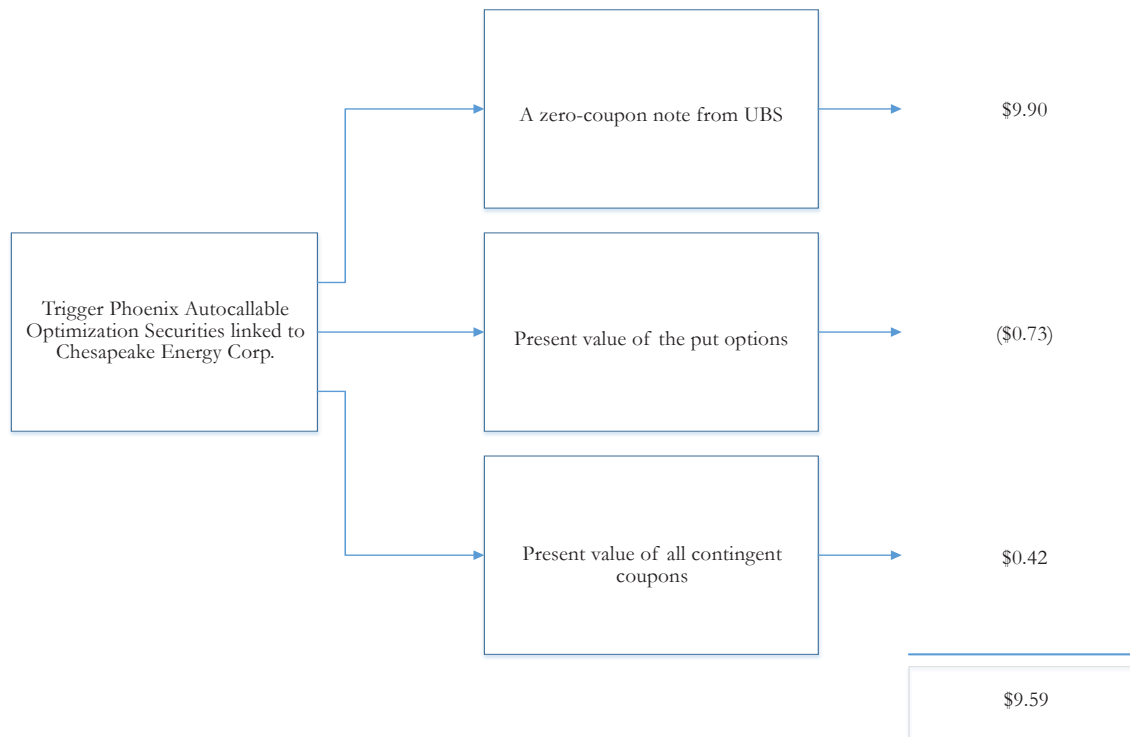 A zero-coupon note from UBS
$9.90
Trigger Phoenix Autocallable
Optimization Securities linked to
Chesapeake Energy Corp.
Present value of the put options
($0.73)
Present value of all contingent
coupons
$0.42
$9.59